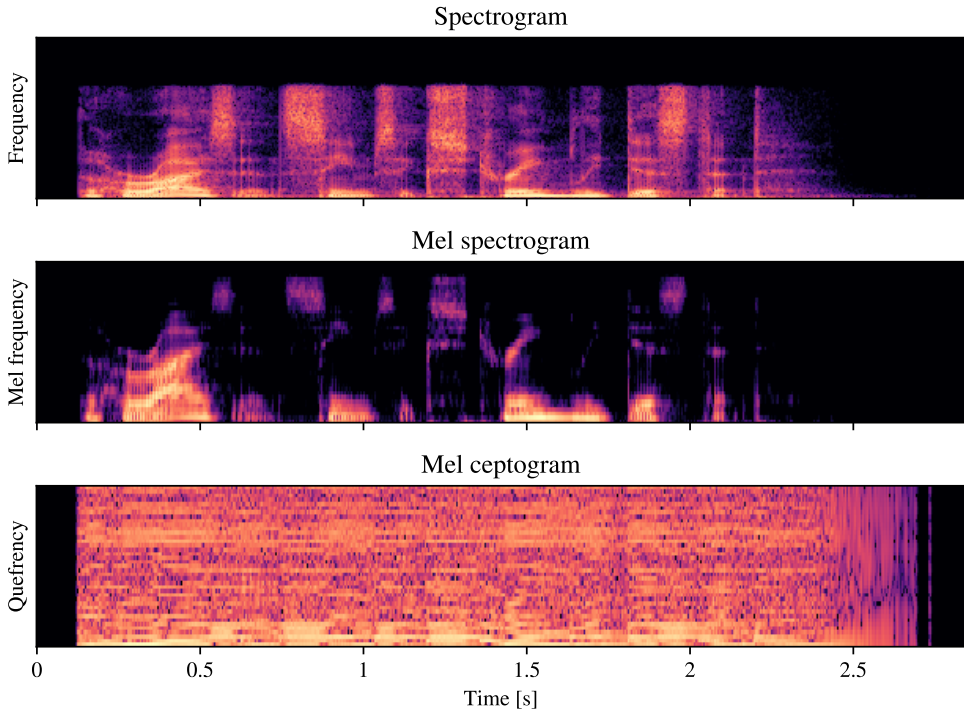 Spectrogram
Frequency
Mel spectrogram
Mel frequency
Mel ceptogram
Quefrency
0 0.5 1 1.5 2 2.5
Time [s]